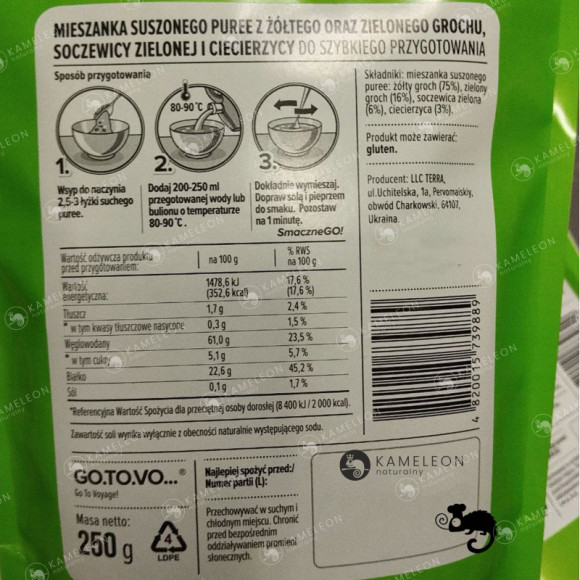 MIESZANKA SUSZONEGO PUREE Z ŻÓŁTEGO ORAZ ZIELONEGO GROCHU,
SOCZEWICY ZIELONEJ I CIECIERZYCY DO SZYBKIEGO PRZYGOTOWANIA
Sposób przygotowania
80-90 °C
1.
Wsyp do naczynia
2,5-3 łyżki suchego
puree.
2.
Dodaj 200-250 ml
przegotowanej wody lub
bulionu o temperaturze
80-90 °C.
3.
Dokładnie wymieszaj.
Dopraw solą i pieprzem
do smaku. Pozostaw
na 1 minutę.
SmaczneGO!
Składniki: mieszanka suszonego
puree: żółty groch (75%), zielony
groch (16%), soczewica zielona
(6%), ciecierzyca (3%).
Produkt może zawierać:
gluten.
Producent: LLC TERRA,
ul.Uchitelska, 1a, Pervomaiskiy,
obwód Charkowski, 64107,
Ukraina.
Wartość odżywcza produktu
przed przygotowaniem:
na 100 g
% RWS
na 100 g
Wartość
energetyczna:
1478,6 kJ
(352,6 kcal)
17,6 %
(17,6 %)
Tłuszcz
1,7 g
2,4 %
* w tym kwasy tłuszczowe nasycone
0,3 g
1,5 %
Węglowodany
61,0 g
23,5 %
* w tym cukry
5,1 g
5,7 %
Białko
22,6 g
45,2 %
Sól
0,1 g
1,7 %
*Referencyjna Wartość Spożycia dla przeciętnej osoby dorosłej (8 400 kJ / 2 000 kcal).
Zawartość soli wynika wyłącznie z obecności naturalnie występującego sodu.
4 820015 739889
GO.TO.VO...®
Go To Voyage!
Masa netto:
250 g
4
LDPE
Najlepiej spożyć przed:/
Numer partii (L):
Przechowywać w suchym i
chłodnym miejscu. Chronić
przed bezpośrednim
oddziaływaniem promieni
słonecznych.
KAMELEON
naturalny